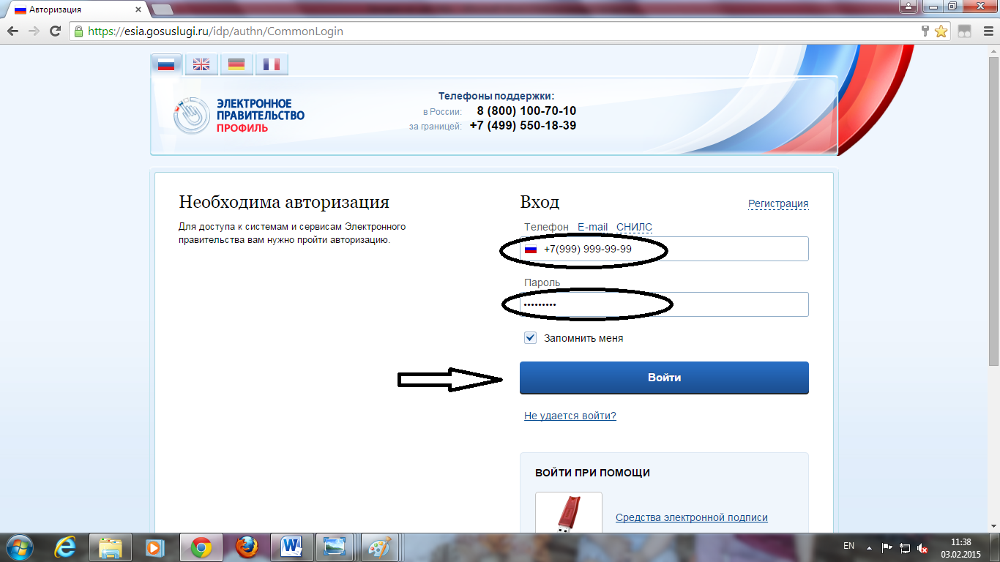 Авторизация
https://esia.gosuslugi.ru/idp/authn/CommonLogin
ЭЛЕКТРОННОЕ
ПРАВИТЕЛЬСТВО
ПРОФИЛЬ
Телефоны поддержки:
в России: 8 (800) 100-70-10
за границей: +7 (499) 550-18-39
Необходима авторизация
Для доступа к системам и сервисам Электронного
правительства вам нужно пройти авторизацию.
Вход
Регистрация
Телефон E-mail СНИЛС
+7(999) 999-99-99
Пароль
•••••••••
Запомнить меня
Войти
Не удается войти?
ВОЙТИ ПРИ ПОМОЩИ
Средства электронной подписи
EN
11:38
03.02.2015